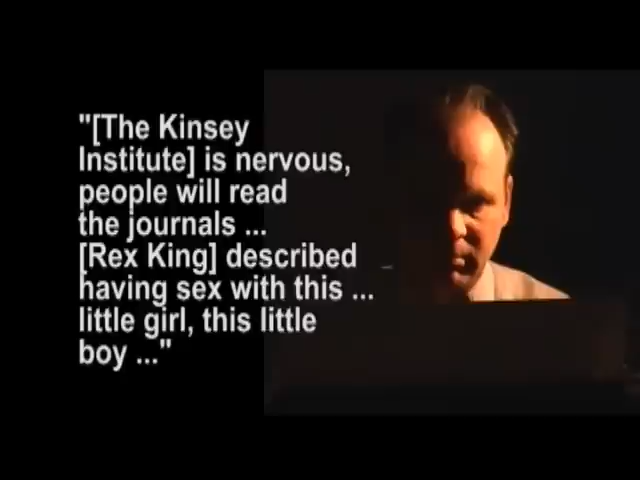 "[The Kinsey
Institute] is nervous,
people will read
the journals ...
[Rex King] described
having sex with this ...
little girl, this little
boy ..."